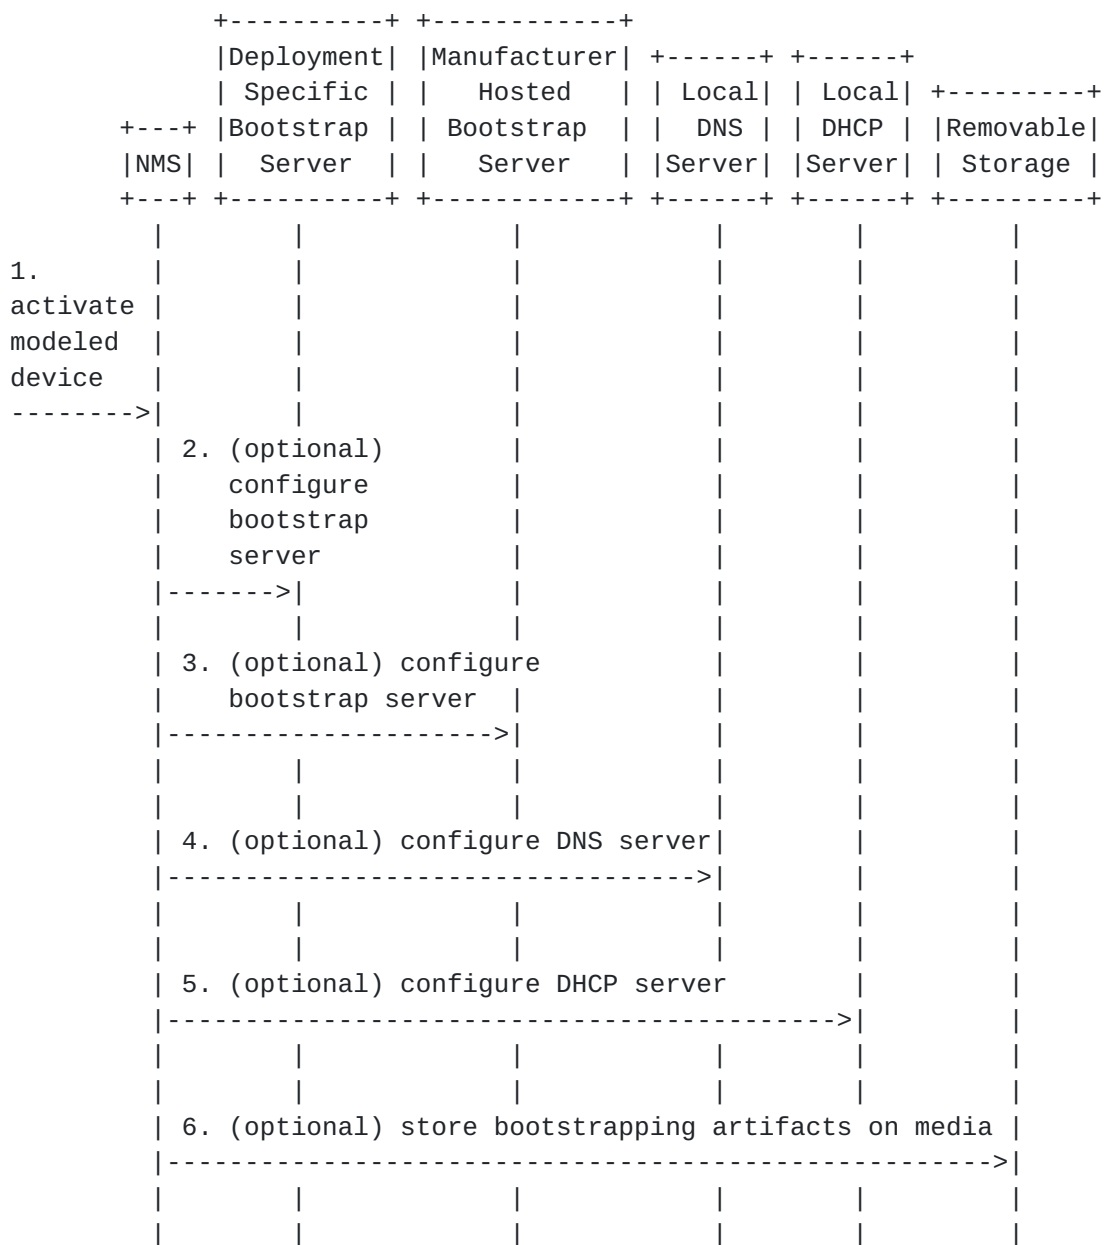 +----------+ +------------+
             |Deployment| |Manufacturer| +------+ +------+
             | Specific | |   Hosted   | | Local| | Local| +---------+
       +---+ |Bootstrap | | Bootstrap  | |  DNS | | DHCP | |Removable|
       |NMS| |  Server  | |   Server   | |Server| |Server| | Storage |
       +---+ +----------+ +------------+ +------+ +------+ +---------+
         |        |             |            |        |         |
1.       |        |             |            |        |         |
activate |        |             |            |        |         |
modeled  |        |             |            |        |         |
device   |        |             |            |        |         |
-------->|        |             |            |        |         |
         | 2. (optional)        |            |        |         |
         |    configure         |            |        |         |
         |    bootstrap         |            |        |         |
         |    server            |            |        |         |
         |------->|             |            |        |         |
         |        |             |            |        |         |
         | 3. (optional) configure           |        |         |
         |    bootstrap server  |            |        |         |
         |--------------------->|            |        |         |
         |        |             |            |        |         |
         |        |             |            |        |         |
         | 4. (optional) configure DNS server|        |         |
         |---------------------------------->|        |         |
         |        |             |            |        |         |
         |        |             |            |        |         |
         | 5. (optional) configure DHCP server        |         |
         |------------------------------------------->|         |
         |        |             |            |        |         |
         |        |             |            |        |         |
         | 6. (optional) store bootstrapping artifacts on media |
         |----------------------------------------------------->|
         |        |             |            |        |         |
         |        |             |            |        |         |